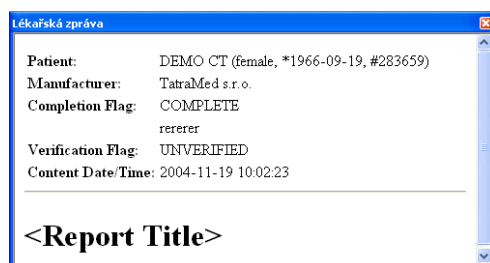 Lékařská zpráva
Patient: DEMO CT (female, *1966-09-19, #283659)
Manufacturer: TatraMed s.r.o.
Completion Flag: COMPLETE
rererer
Verification Flag: UNVERIFIED
Content Date/Time: 2004-11-19 10:02:23
<Report Title>